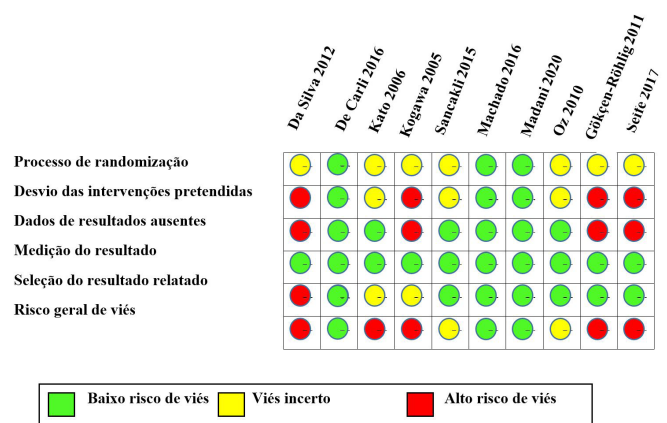 Da Silva 2012
De Carli 2016
Kato 2006
Kogawa 2005
Sancakli 2015
Machado 2016
Madani 2020
Oz 2010
Gökçen-Röhlig 2011
Seite 2017
Processo de randomização
Desvio das intervenções pretendidas
Dados de resultados ausentes
Medição do resultado
Seleção do resultado relatado
Risco geral de viés
Baixo risco de viés Viés incerto Alto risco de viés